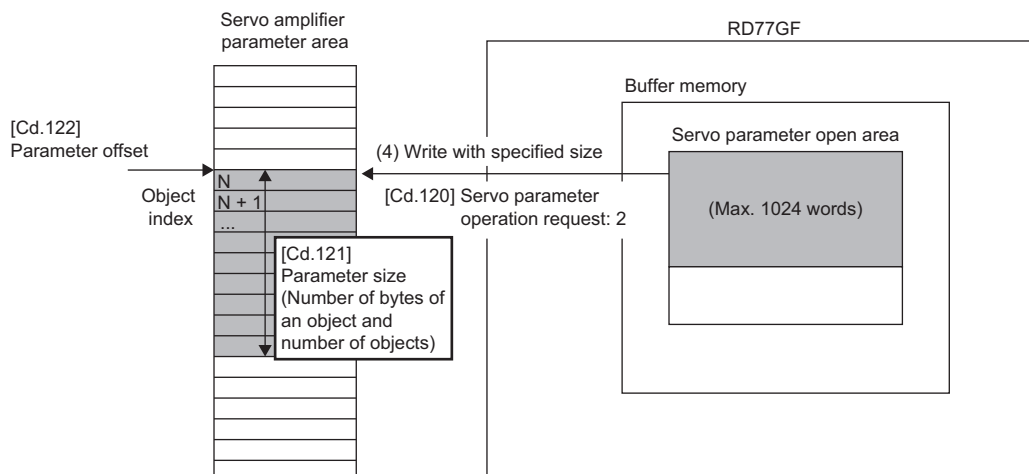 Servo amplifier
parameter area
RD77GF
Buffer memory
[Cd.122]
Parameter offset
Servo parameter open area
(4) Write with specified size
Object
index
N
N + 1
...
[Cd.120] Servo parameter
operation request: 2
(Max. 1024 words)
[Cd.121]
Parameter size
(Number of bytes of
an object and
number of objects)